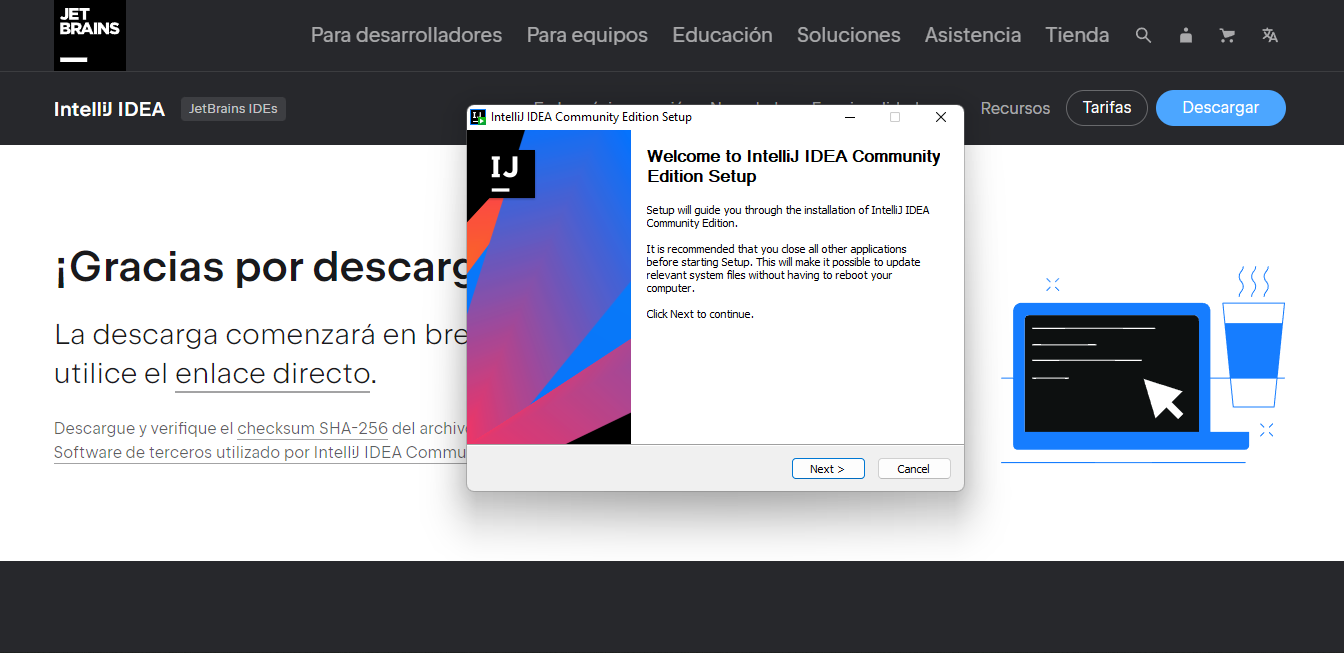 JET
BRAINS
Para desarrolladores Para equipos Educación Soluciones Asistencia Tienda
IntelliJ IDEA JetBrains IDEs
Recursos Tarifas Descargar
IntelliJ IDEA Community Edition Setup
IJ
Welcome to IntelliJ IDEA Community
Edition Setup
Setup will guide you through the installation of IntelliJ IDEA
Community Edition.
It is recommended that you close all other applications
before starting Setup. This will make it possible to update
relevant system files without having to reboot your
computer.
Click Next to continue.
Next > Cancel
¡Gracias por descarg
La descarga comenzará en bre
utilice el enlace directo.
Descargue y verifique el checksum SHA-256 del archivo
Software de terceros utilizado por IntelliJ IDEA Commu